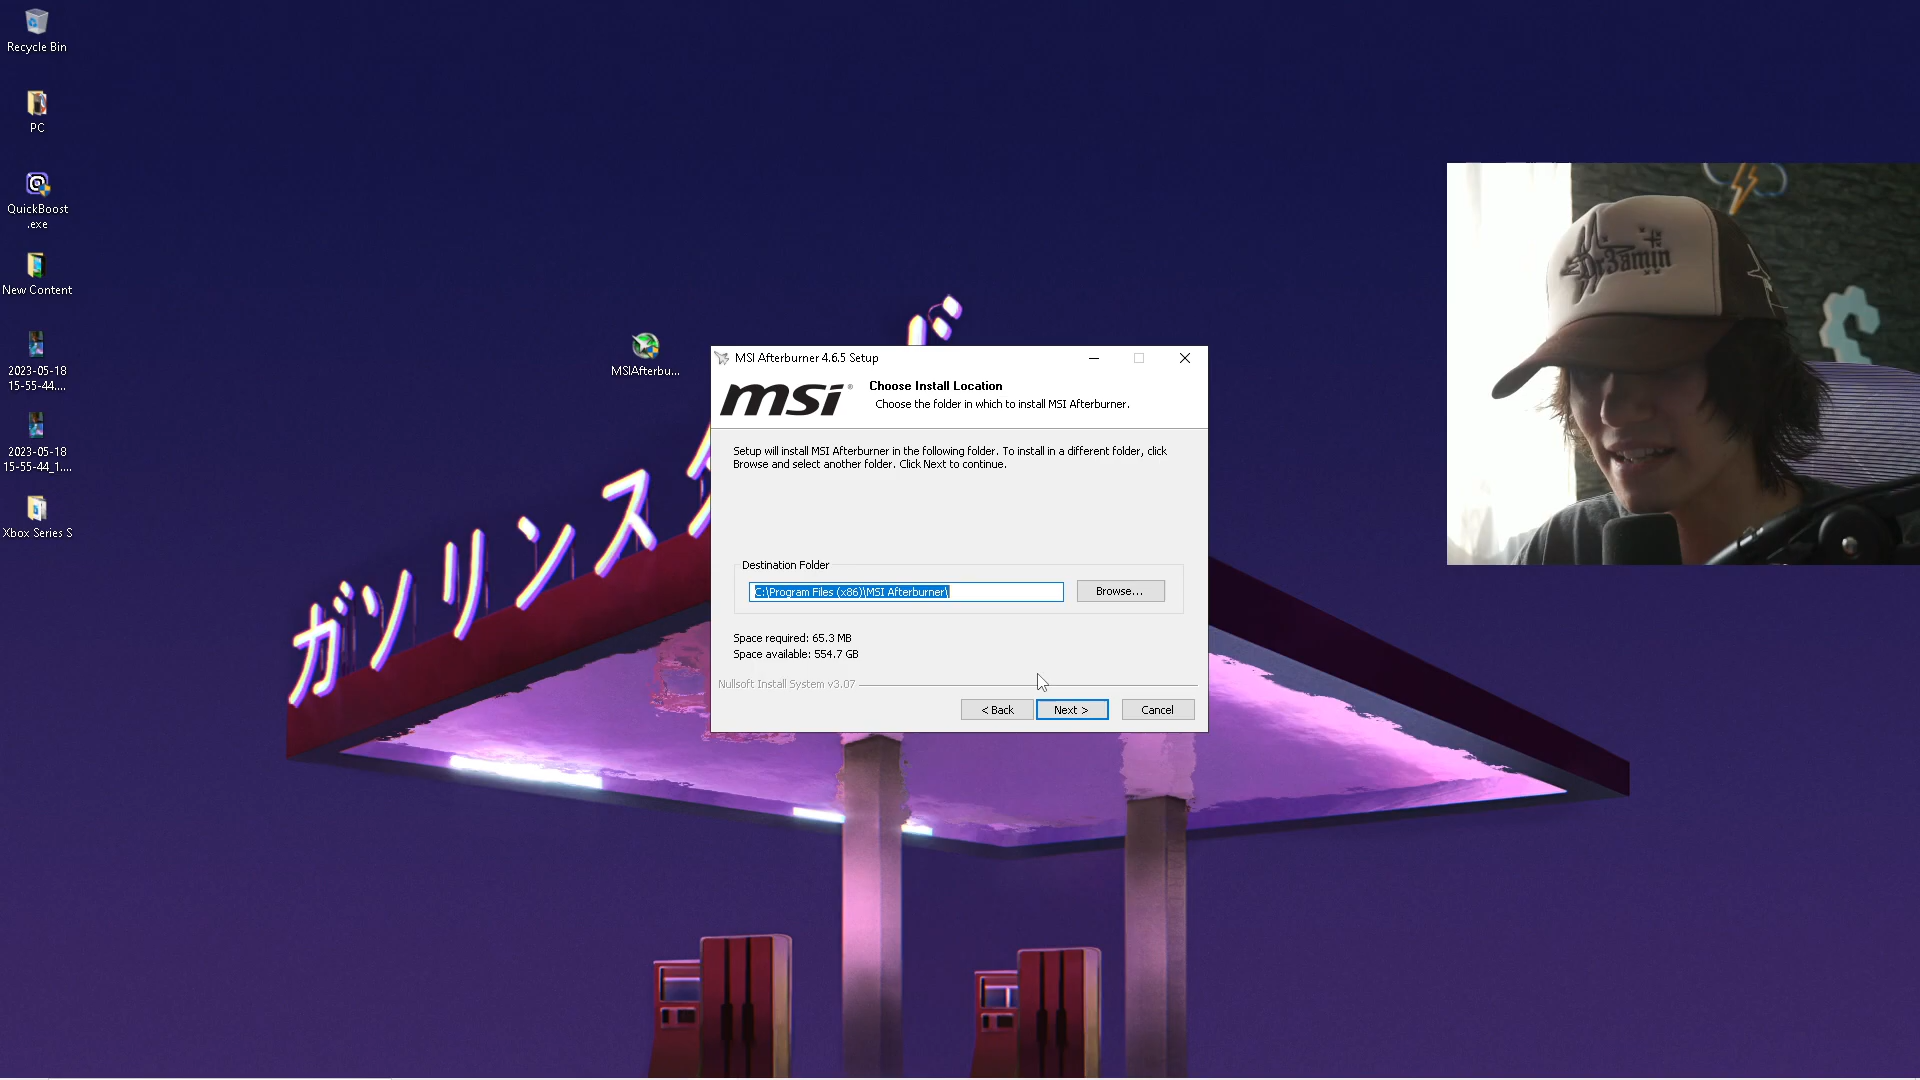 Recycle Bin
PC
QuickBoost
.exe
New Content
2023-05-18
15-55-44....
2023-05-18
15-55-44_1....
Xbox Series S
MSIAfterbu...
MSI Afterburner 4.6.5 Setup
msi®
Choose Install Location
Choose the folder in which to install MSI Afterburner.
Setup will install MSI Afterburner in the following folder. To install in a different folder, click
Browse and select another folder. Click Next to continue.
Destination Folder
C:\Program Files (x86)\MSI Afterburner\
Browse...
Space required: 65.3 MB
Space available: 554.7 GB
Nullsoft Install System v3.07
< Back
Next >
Cancel
ガソリンスタ
Dr3amin